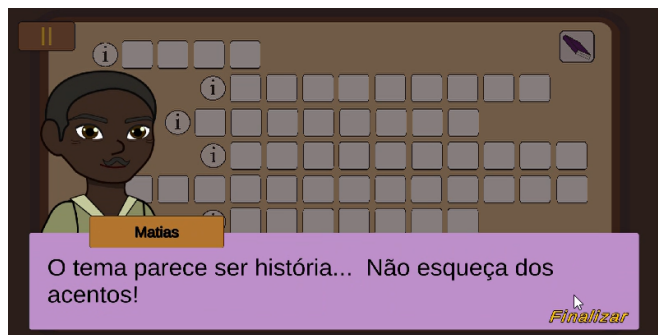 i
i
i
i
i
Matias
O tema parece ser história... Não esqueça dos
acentos!
Finalizar